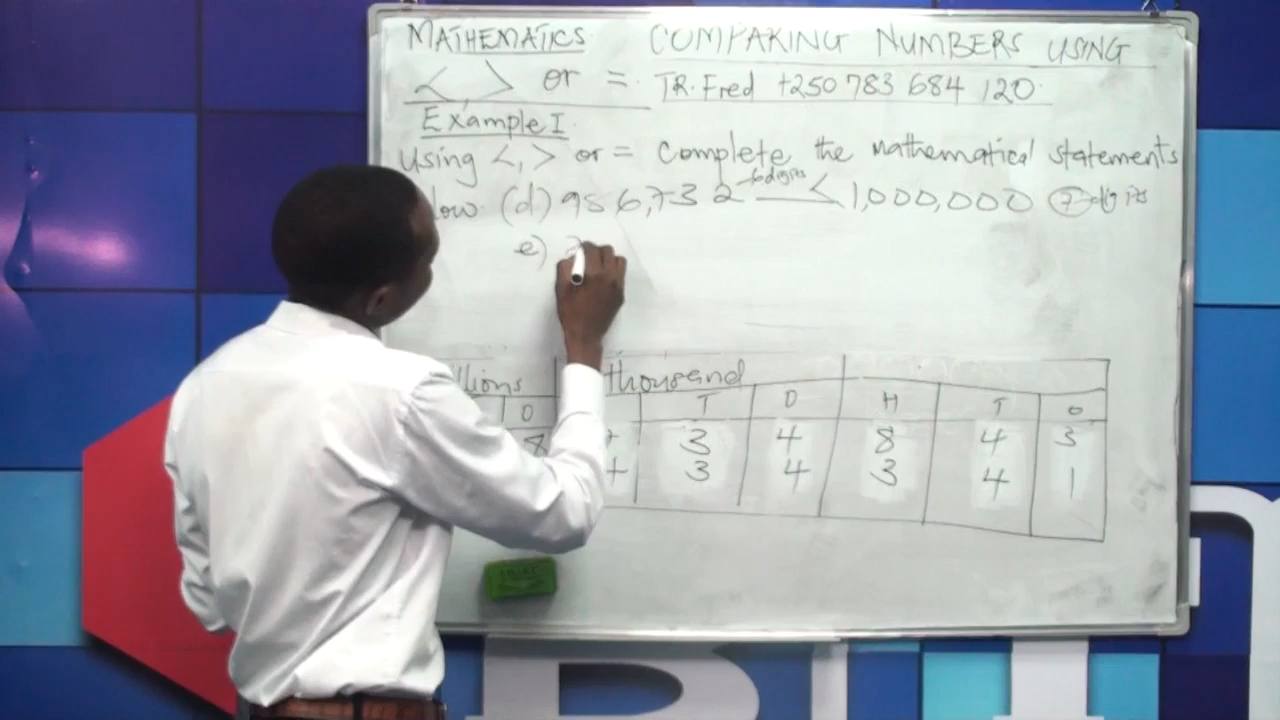 MATHEMATICS COMPARING NUMBERS USING
<, > or = TR. Fred +250 783 684 120
Example I
Using <, > or = Complete the mathematical statements
low (d) 956,732 6digits < 1,000,000 7 digits
e)
llions thousand
O T O H T O
8 3 4 8 4 3
3 4 3 4 1